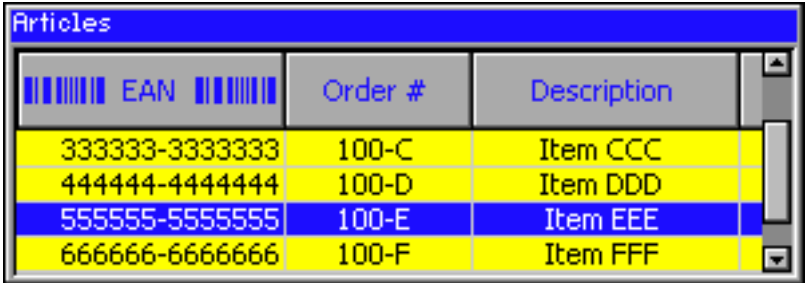 Articles
EAN Order # Description
333333-3333333 100-C Item CCC
444444-4444444 100-D Item DDD
555555-5555555 100-E Item EEE
666666-6666666 100-F Item FFF